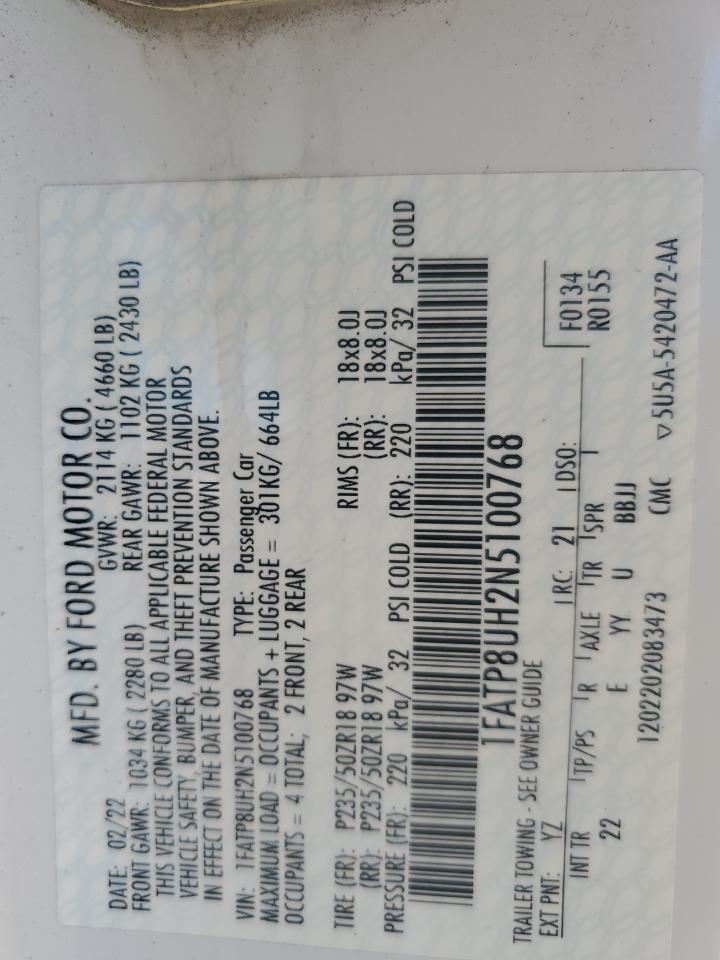 MFD. BY FORD MOTOR CO.
DATE: 02/22 GVWR: 2114 KG ( 4660 LB)
FRONT GAWR: 1034 KG ( 2280 LB) REAR GAWR: 1102 KG ( 2430 LB)
THIS VEHICLE CONFORMS TO ALL APPLICABLE FEDERAL MOTOR
VEHICLE SAFETY, BUMPER, AND THEFT PREVENTION STANDARDS
IN EFFECT ON THE DATE OF MANUFACTURE SHOWN ABOVE.
VIN: 1FATP8UH2N5100768 TYPE: Passenger Car
MAXIMUM LOAD = OCCUPANTS + LUGGAGE = 301KG/ 664LB
OCCUPANTS = 4 TOTAL; 2 FRONT, 2 REAR
TIRE (FR): P235/50ZR18 97W RIMS (FR): 18x8.0J
(RR): P235/50ZR18 97W (RR): 18x8.0J
PRESSURE (FR): 220 kPa/ 32 PSI COLD (RR): 220 kPa/ 32 PSI COLD
1FATP8UH2N5100768
TRAILER TOWING - SEE OWNER GUIDE
EXT PNT: YZ RC: 21 DSO: F0134
R0155
INT TR TP/PS R AXLE TR SPR
22 E YY U BBJJ
1202202083473 CMC ▽5U5A-5420472-AA